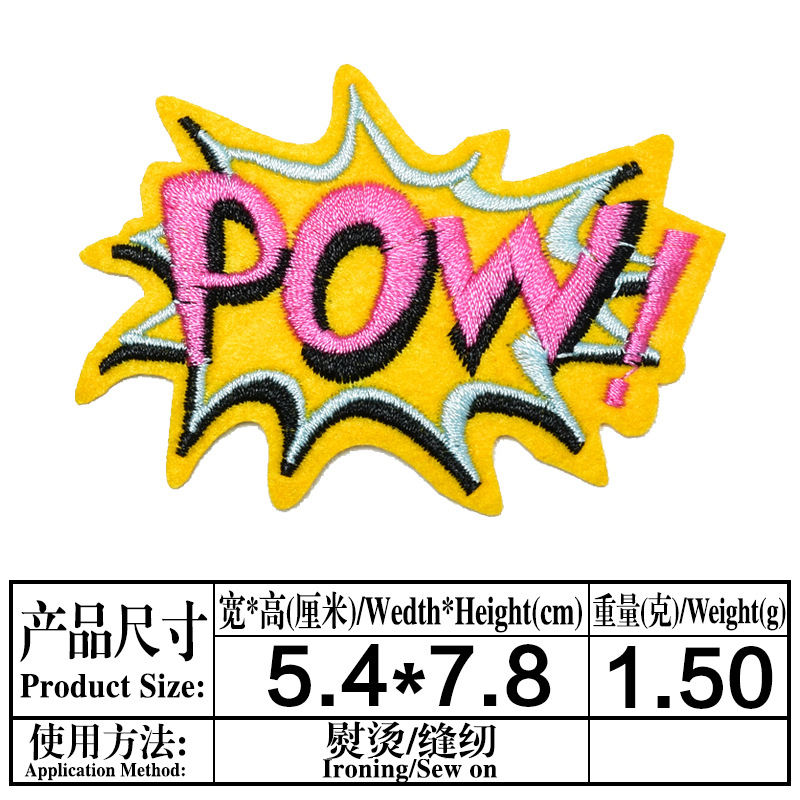 POW!
产品尺寸
Product Size:
宽*高(厘米)/Wedth*Height(cm)
重量(克)/Weight(g)
5.4*7.8
1.50
使用方法:
Application Method:
熨烫/缝纫
Ironing/Sew on